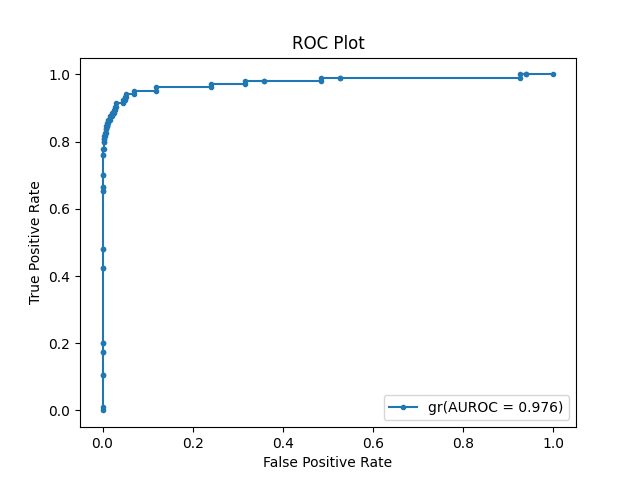 ROC Plot
True Positive Rate
1.0
0.8
0.6
0.4
0.2
0.0
gr(AUROC = 0.976)
0.0 0.2 0.4 0.6 0.8 1.0
False Positive Rate